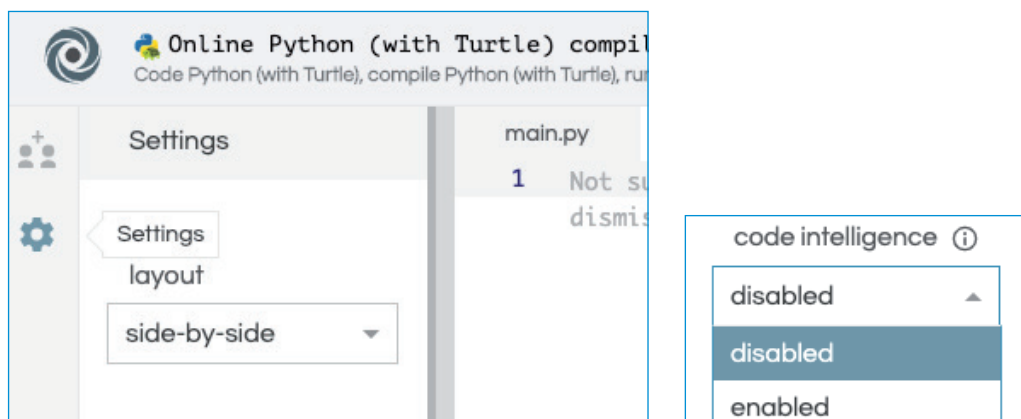 Online Python (with Turtle) compil
Code Python (with Turtle), compile Python (with Turtle), ru
Settings
main.py
1 Not su
dismis
Settings
layout
side-by-side
code intelligence
disabled
disabled
enabled